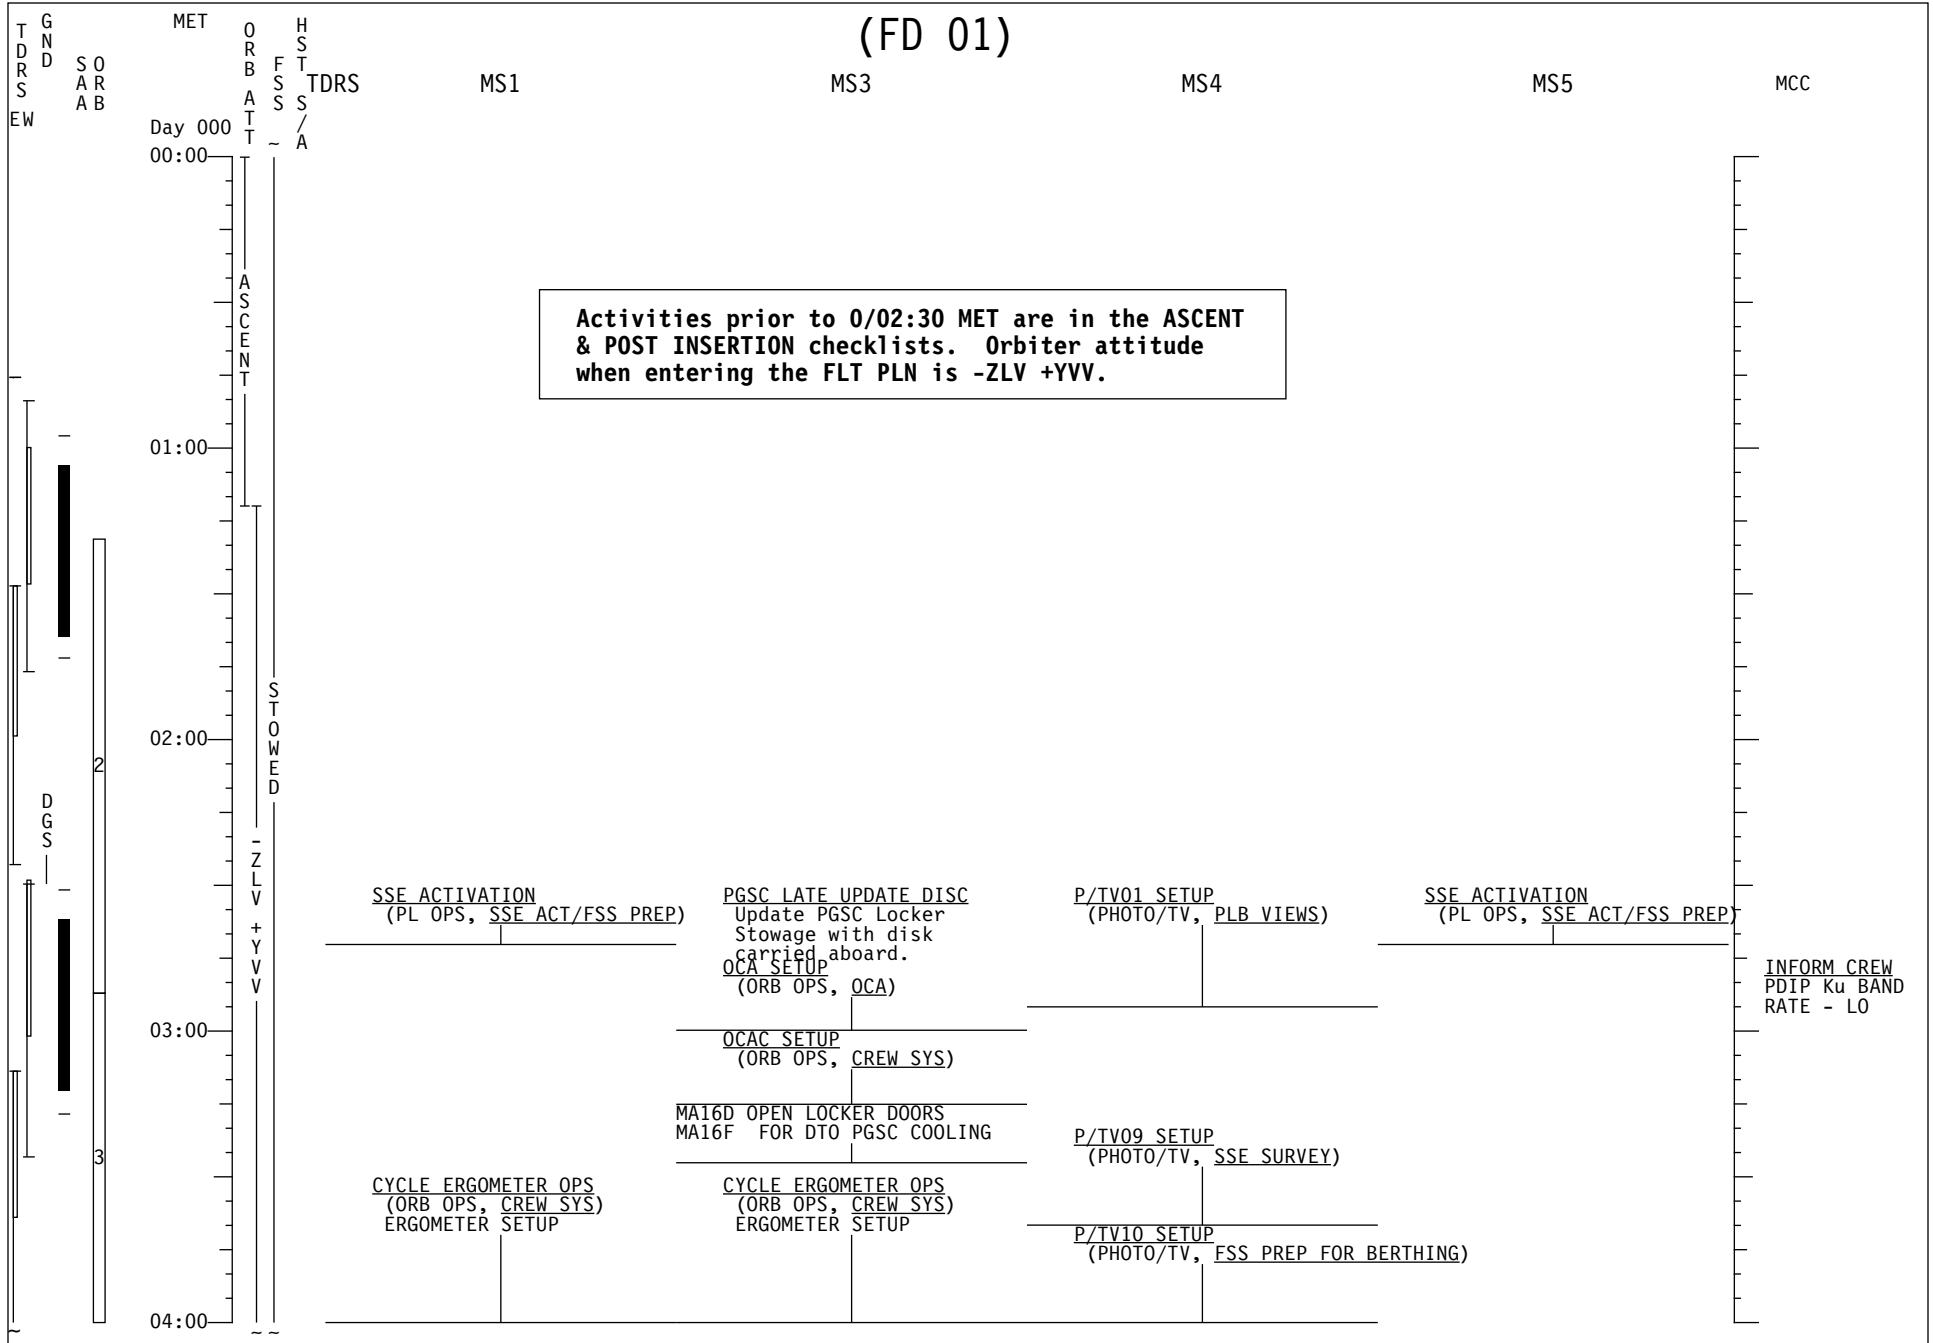 (FD 01)
TDRS
EW
GND
SAA
ORB
MET
ORB ATT
FSS
HST S/A
TDRS
MS1
MS3
MS4
MS5
MCC
Day 000
~
00:00
ASCENT
Activities prior to 0/02:30 MET are in the ASCENT
& POST INSERTION checklists. Orbiter attitude
when entering the FLT PLN is -ZLV +YVV.
01:00
STOWED
02:00
2
DGS
-ZLV +YVV
SSE ACTIVATION
(PL OPS, SSE ACT/FSS PREP)
PGSC LATE UPDATE DISC
Update PGSC Locker
Stowage with disk
carried aboard.
OCA SETUP
(ORB OPS, OCA)
P/TV01 SETUP
(PHOTO/TV, PLB VIEWS)
SSE ACTIVATION
(PL OPS, SSE ACT/FSS PREP)
INFORM CREW
PDIP Ku BAND
RATE - LO
03:00
OCAC SETUP
(ORB OPS, CREW SYS)
MA16D OPEN LOCKER DOORS
MA16F FOR DTO PGSC COOLING
P/TV09 SETUP
(PHOTO/TV, SSE SURVEY)
3
CYCLE ERGOMETER OPS
(ORB OPS, CREW SYS)
ERGOMETER SETUP
CYCLE ERGOMETER OPS
(ORB OPS, CREW SYS)
ERGOMETER SETUP
P/TV10 SETUP
(PHOTO/TV, FSS PREP FOR BERTHING)
04:00
~
~ ~